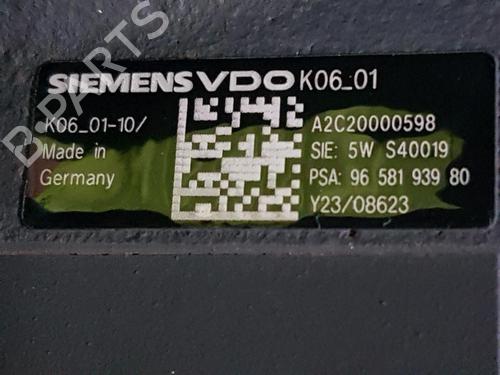 B-PARTS
SIEMENS VDO K06_01
K06_01-10/
Made in
Germany
A2C20000598
SIE: 5W S40019
PSA: 96 581 939 80
Y23/08623